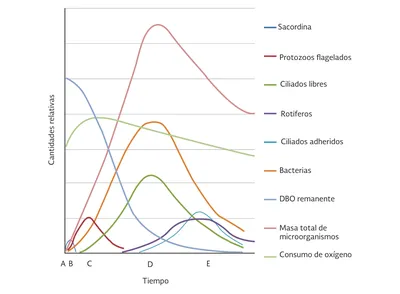 Cantidades relativas
A B C D E
Tiempo
Sacordina
Protozoos flagelados
Ciliados libres
Rotíferos
Ciliados adheridos
Bacterias
DBO remanente
Masa total de
microorganismos
Consumo de oxígeno